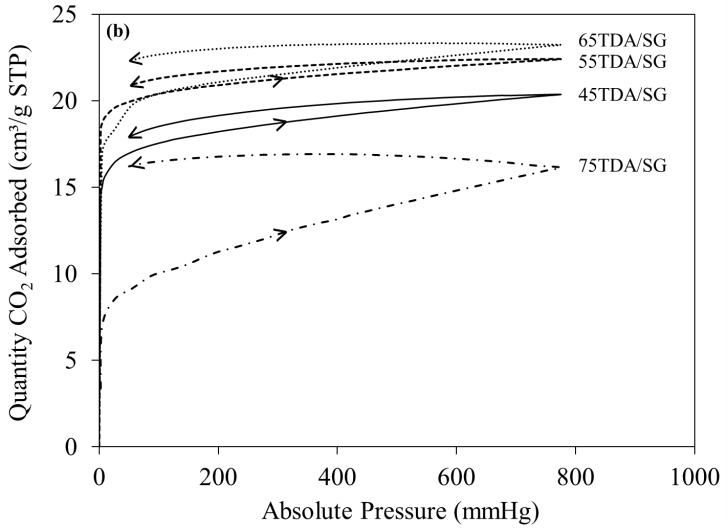 (b)
65TDA/SG
55TDA/SG
45TDA/SG
75TDA/SG
25
20
15
10
5
0
0 200 400 600 800 1000
Quantity CO₂ Adsorbed (cm³/g STP)
Absolute Pressure (mmHg)